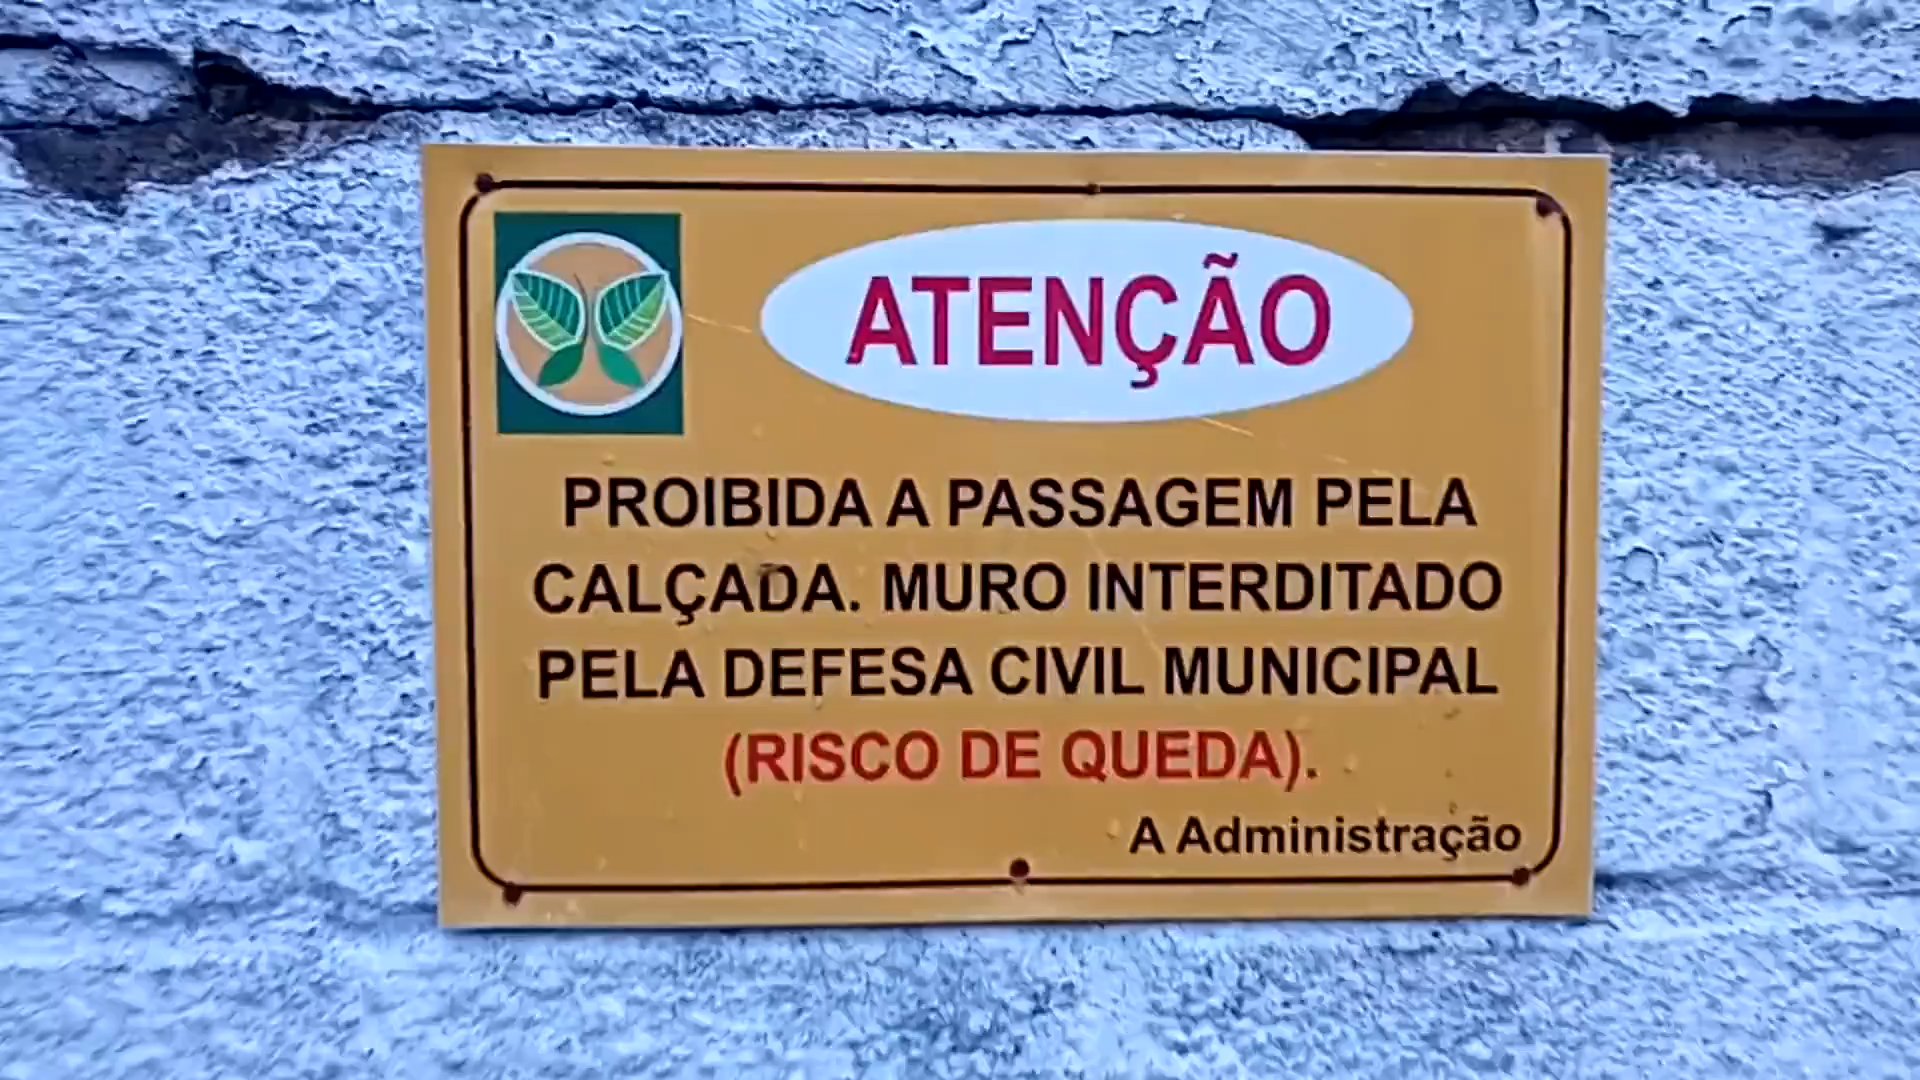 ATENÇÃO
PROIBIDA A PASSAGEM PELA
CALÇADA. MURO INTERDITADO
PELA DEFESA CIVIL MUNICIPAL
(RISCO DE QUEDA).
A Administração